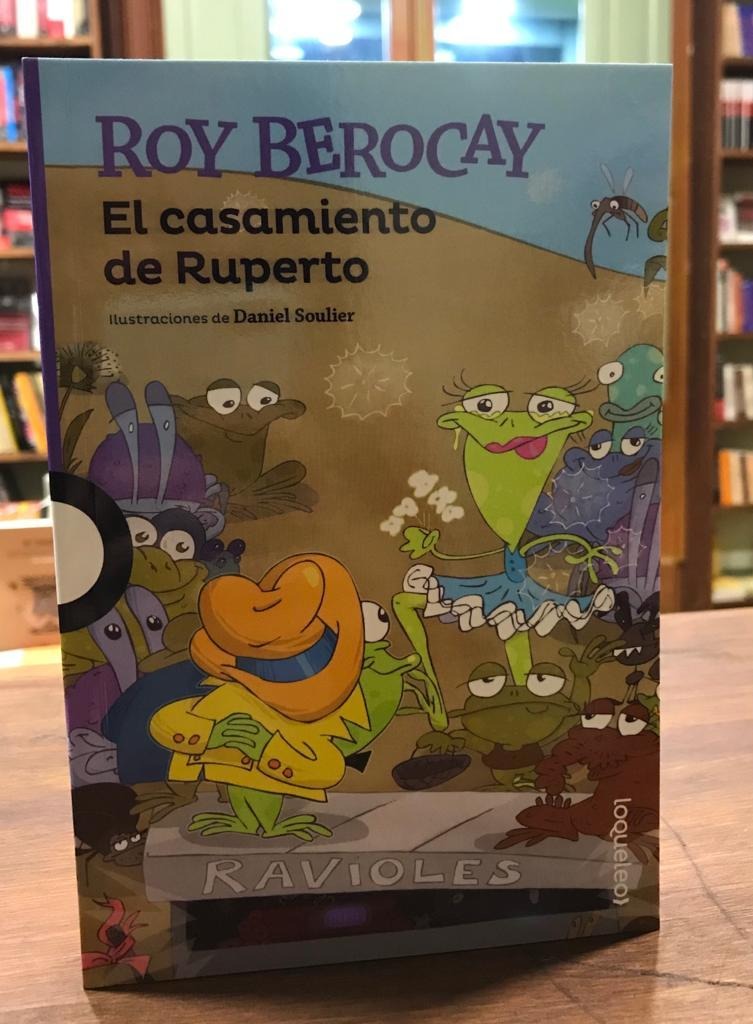 ROY BEROCAY
El casamiento
de Ruperto
Ilustraciones de Daniel Soulier
RAVIOLES
loqueleo